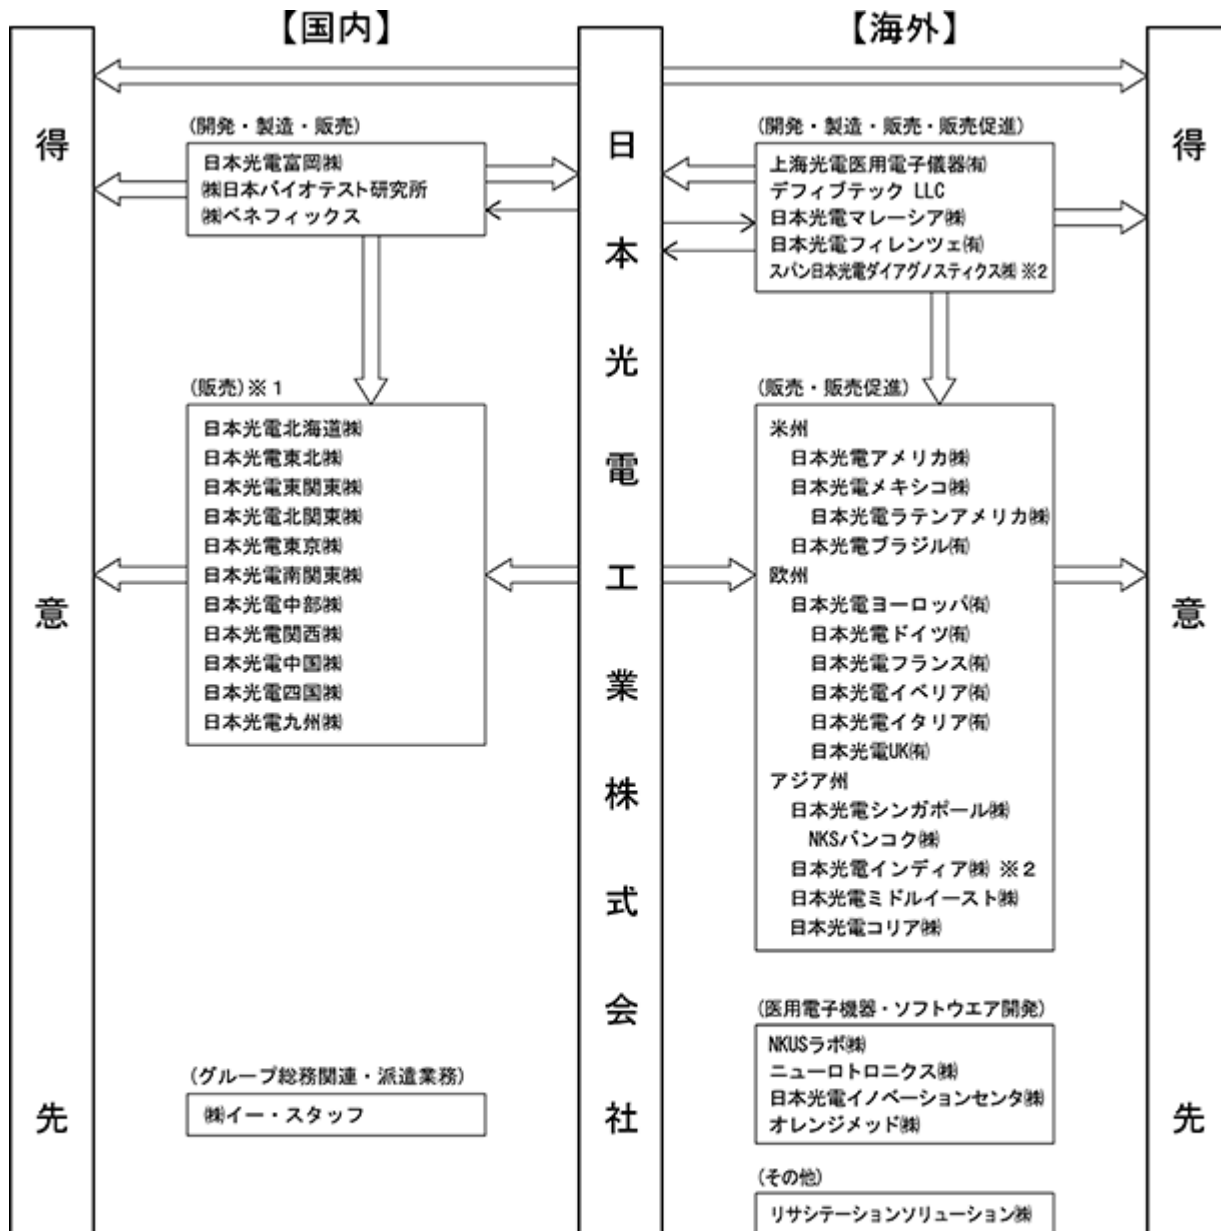 【国内】
【海外】
得意先
日本光電工業株式会社
得意先
(開発・製造・販売)
日本光電富岡㈱
㈱日本バイオテスト研究所
㈱ベネフィックス
(販売)※1
日本光電北海道㈱
日本光電東北㈱
日本光電東関東㈱
日本光電北関東㈱
日本光電東京㈱
日本光電南関東㈱
日本光電中部㈱
日本光電関西㈱
日本光電中国㈱
日本光電四国㈱
日本光電九州㈱
(グループ総務関連・派遣業務)
㈱イー・スタッフ
(開発・製造・販売・販売促進)
上海光電医用電子儀器㈲
デフィブテック LLC
日本光電マレーシア㈱
日本光電フィレンツェ㈲
スパン日本光電ダイアグノスティクス㈱ ※2
(販売・販売促進)
米州
日本光電アメリカ㈱
日本光電メキシコ㈱
日本光電ラテンアメリカ㈱
日本光電ブラジル㈲
欧州
日本光電ヨーロッパ㈲
日本光電ドイツ㈲
日本光電フランス㈲
日本光電イベリア㈲
日本光電イタリア㈲
日本光電UK㈲
アジア州
日本光電シンガポール㈱
NKSバンコク㈱
日本光電インディア㈱ ※2
日本光電ミドルイースト㈱
日本光電コリア㈱
(医用電子機器・ソフトウエア開発)
NKUSラボ㈱
ニューロトロニクス㈱
日本光電イノベーションセンタ㈱
オレンジメッド㈱
(その他)
リサシテーションソリューション㈱